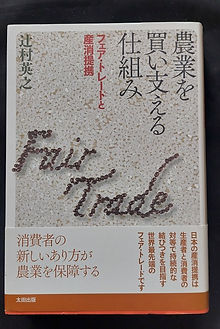 農業を
買い支える
仕組み
フェア・トレードと
産消提携
辻村英之
Fair
Trade
日本の産消提携は
生産者と消費者の
対等で持続的な
結びつきを目指す
世界最先端の
フェア・トレードです
消費者の
新しいあり方が
農業を保障する
太田出版